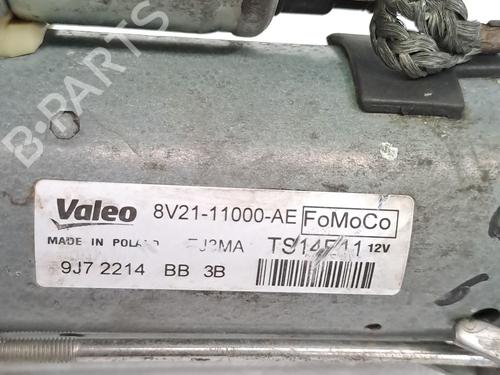 B-PARTS
Valeo 8V21-11000-AE FoMoCo
MADE IN POLAND TS14E11 12V
9J7 2214 BB 3B